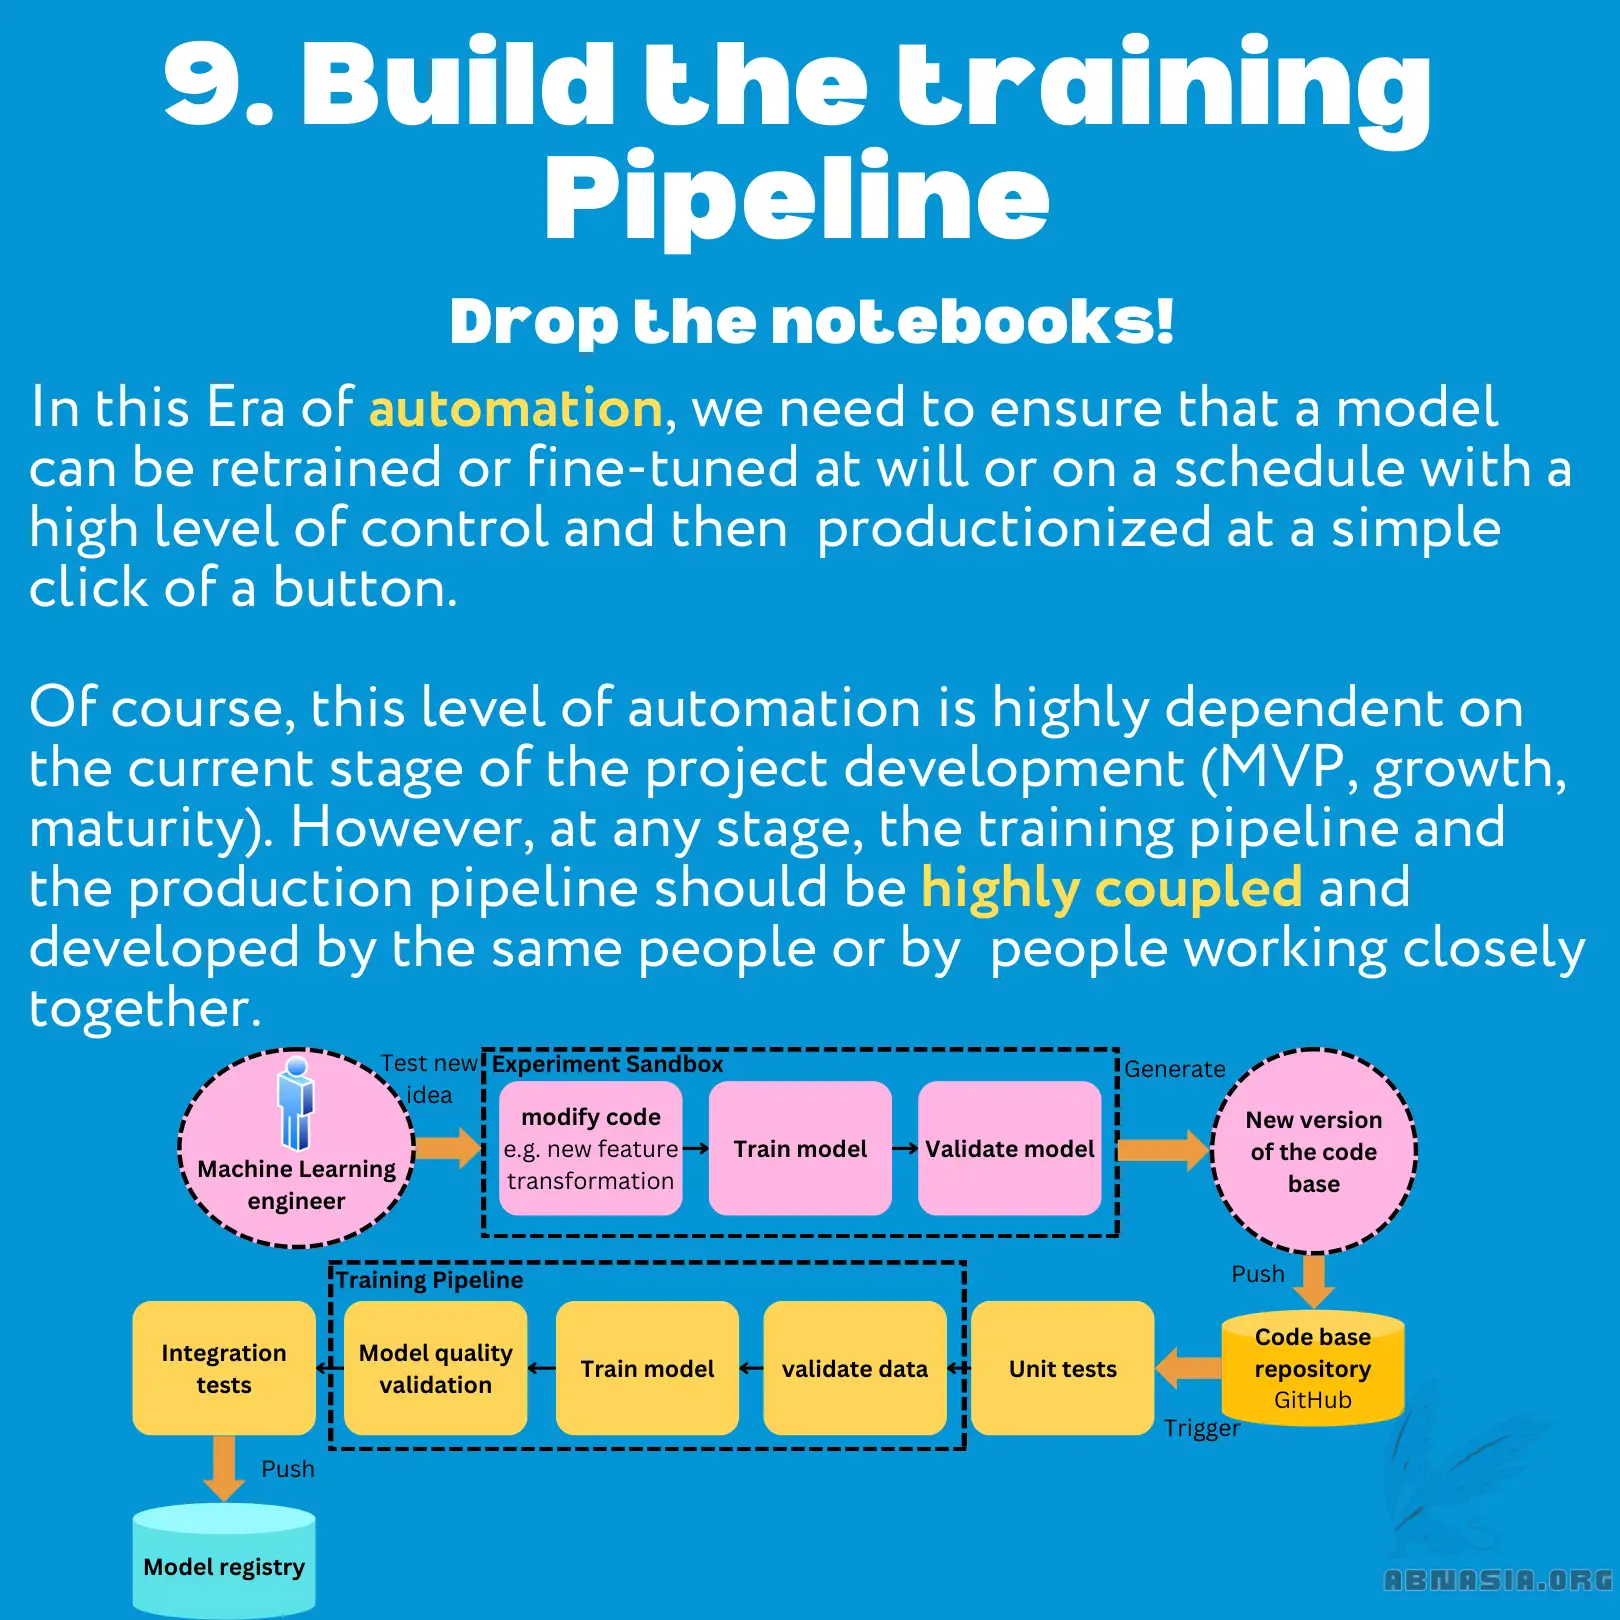 9. Build the training
Pipeline
Drop the notebooks!
In this Era of automation, we need to ensure that a model
can be retrained or fine-tuned at will or on a schedule with a
high level of control and then  productionized at a simple
click of a button.
Of course, this level of automation is highly dependent on
the current stage of the project development (MVP, growth,
maturity). However, at any stage, the training pipeline and
the production pipeline should be highly coupled and
developed by the same people or by  people working closely
together.
Machine Learning
engineer
Test new
idea
Experiment Sandbox
modify code
e.g. new feature
transformation
Train model
Validate model
Generate
New version
of the code
base
Push
Code base
repository
GitHub
Trigger
Unit tests
Training Pipeline
validate data
Train model
Model quality
validation
Integration
tests
Push
Model registry
ABNASIA.ORG